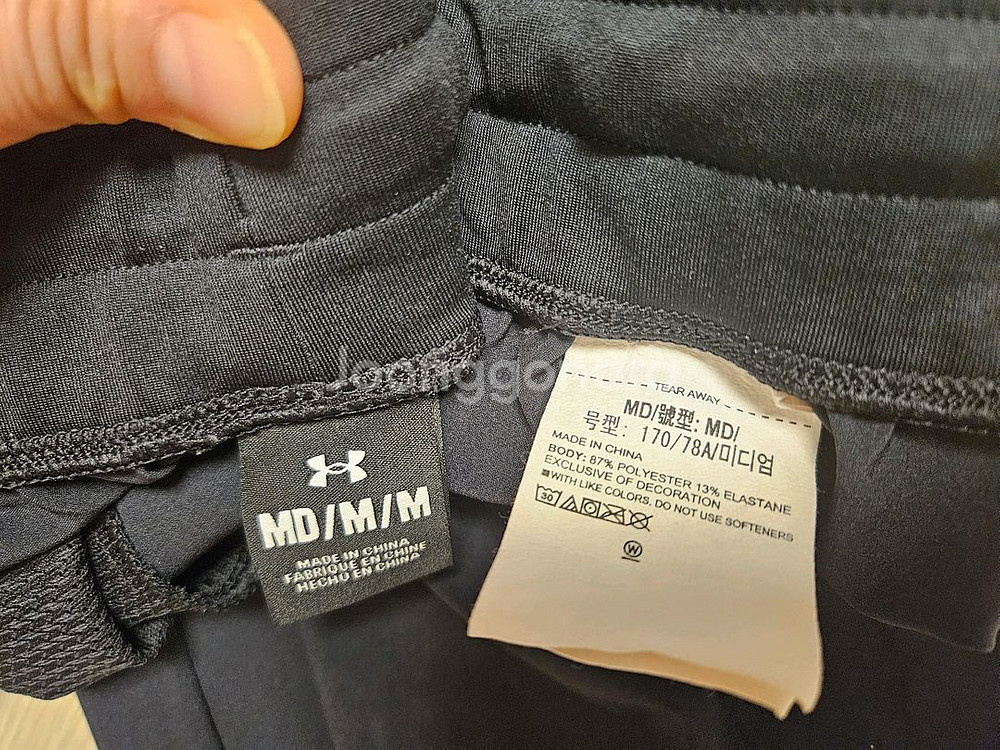 MD/M/M
MADE IN CHINA
FABRIQUÉ EN CHINE
HECHO EN CHINA
TEAR AWAY
MD/號型: MD/
号型: 170/78A/미디엄
MADE IN CHINA
BODY: 87% POLYESTER 13% ELASTANE
EXCLUSIVE OF DECORATION
WITH LIKE COLORS, DO NOT USE SOFTENERS
30
W
Joonggonara